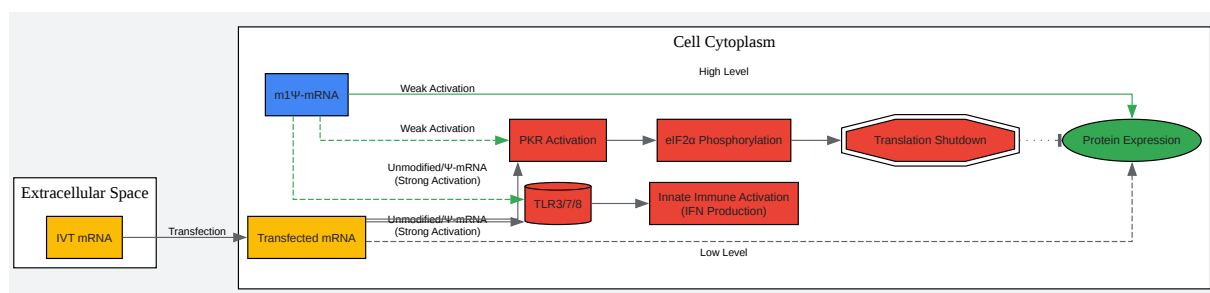 Cell Cytoplasm
High Level
m1Ψ-mRNA
Weak Activation
Weak Activation
PKR Activation
eIF2α Phosphorylation
Translation Shutdown
Protein Expression
Unmodified/Ψ-mRNA
(Strong Activation)
Extracellular Space
TLR3/7/8
Innate Immune Activation
(IFN Production)
Unmodified/Ψ-mRNA
(Strong Activation)
IVT mRNA
Transfection
Transfected mRNA
Low Level